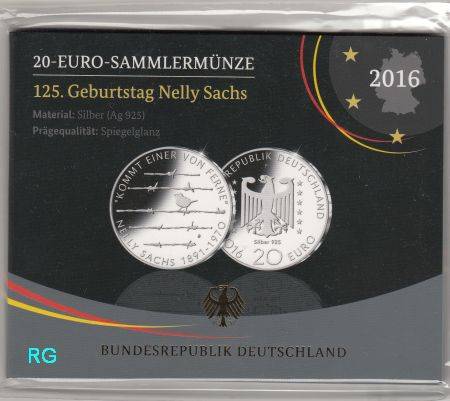 20-EURO-SAMMLERMÜNZE
125. Geburtstag Nelly Sachs
Material: Silber (Ag 925)
Prägequalität: Spiegelglanz
2016
"KOMMT EINER VON FERNE"
NELLY SACHS 1891-1970
BUNDESREPUBLIK DEUTSCHLAND
Silber 925
2016 20 EURO
RG
BUNDESREPUBLIK DEUTSCHLAND